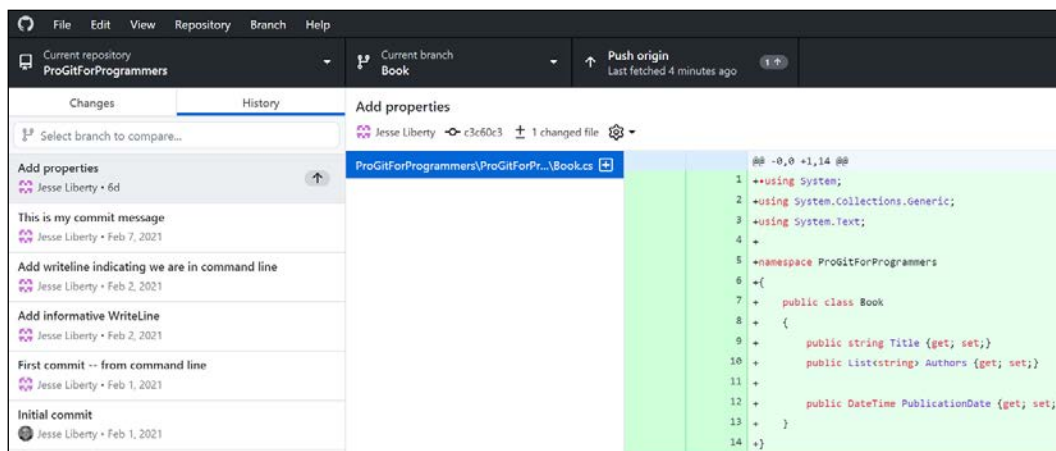 File Edit View Repository Branch Help
Current repository
ProGitForProgrammers
Current branch
Book
Push origin
Last fetched 4 minutes ago
1
Changes History
Select branch to compare...
Add properties
Jesse Liberty • 6d
This is my commit message
Jesse Liberty • Feb 7, 2021
Add writeline indicating we are in command line
Jesse Liberty • Feb 2, 2021
Add informative WriteLine
Jesse Liberty • Feb 2, 2021
First commit -- from command line
Jesse Liberty • Feb 1, 2021
Initial commit
Jesse Liberty • Feb 1, 2021
Add properties
Jesse Liberty c3c60c3 1 changed file
ProGitForProgrammers\ProGitForPr...\Book.cs
@@ -0,0 +1,14 @@
1 +using System;
2 +using System.Collections.Generic;
3 +using System.Text;
4 +
5 +namespace ProGitForProgrammers
6 +{
7 + public class Book
8 + {
9 + public string Title {get; set;}
10 + public List<string> Authors {get; set;}
11 +
12 + public DateTime PublicationDate {get; set;
13 + }
14 +}